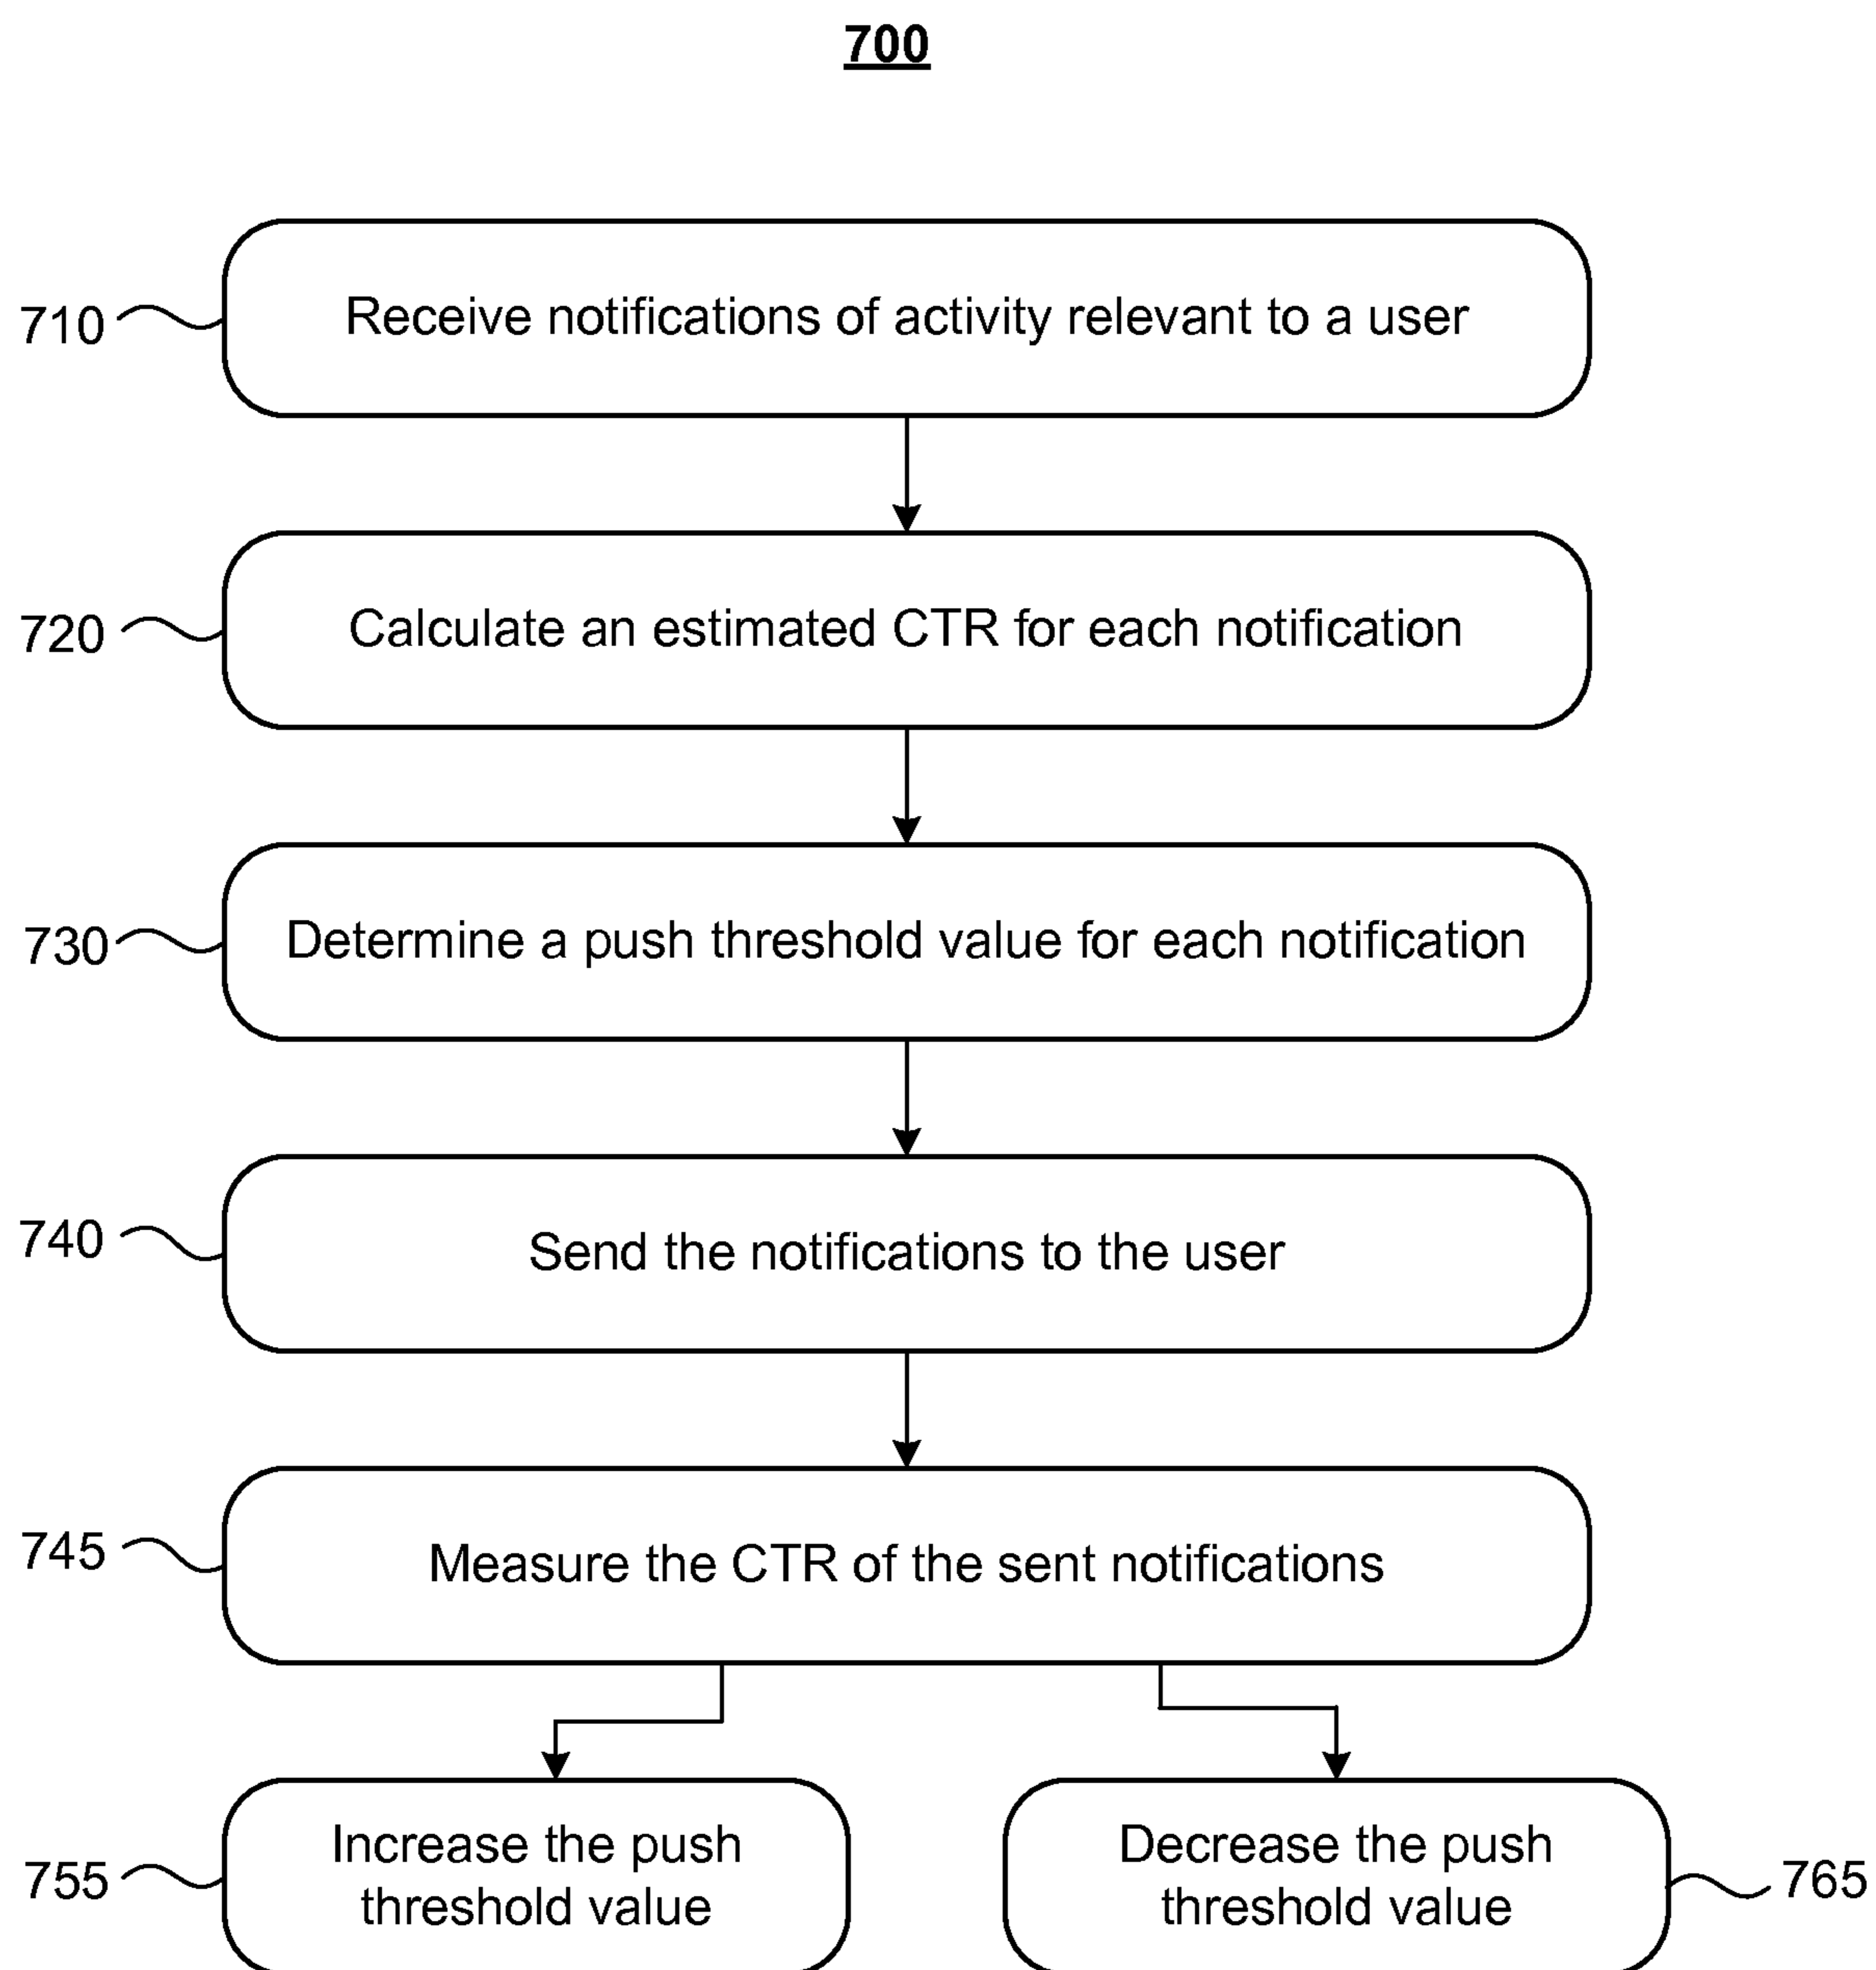 700
710
Receive notifications of activity relevant to a user
720
Calculate an estimated CTR for each notification
730
Determine a push threshold value for each notification
740
Send the notifications to the user
745
Measure the CTR of the sent notifications
755
Increase the push
threshold value
Decrease the push
threshold value
765